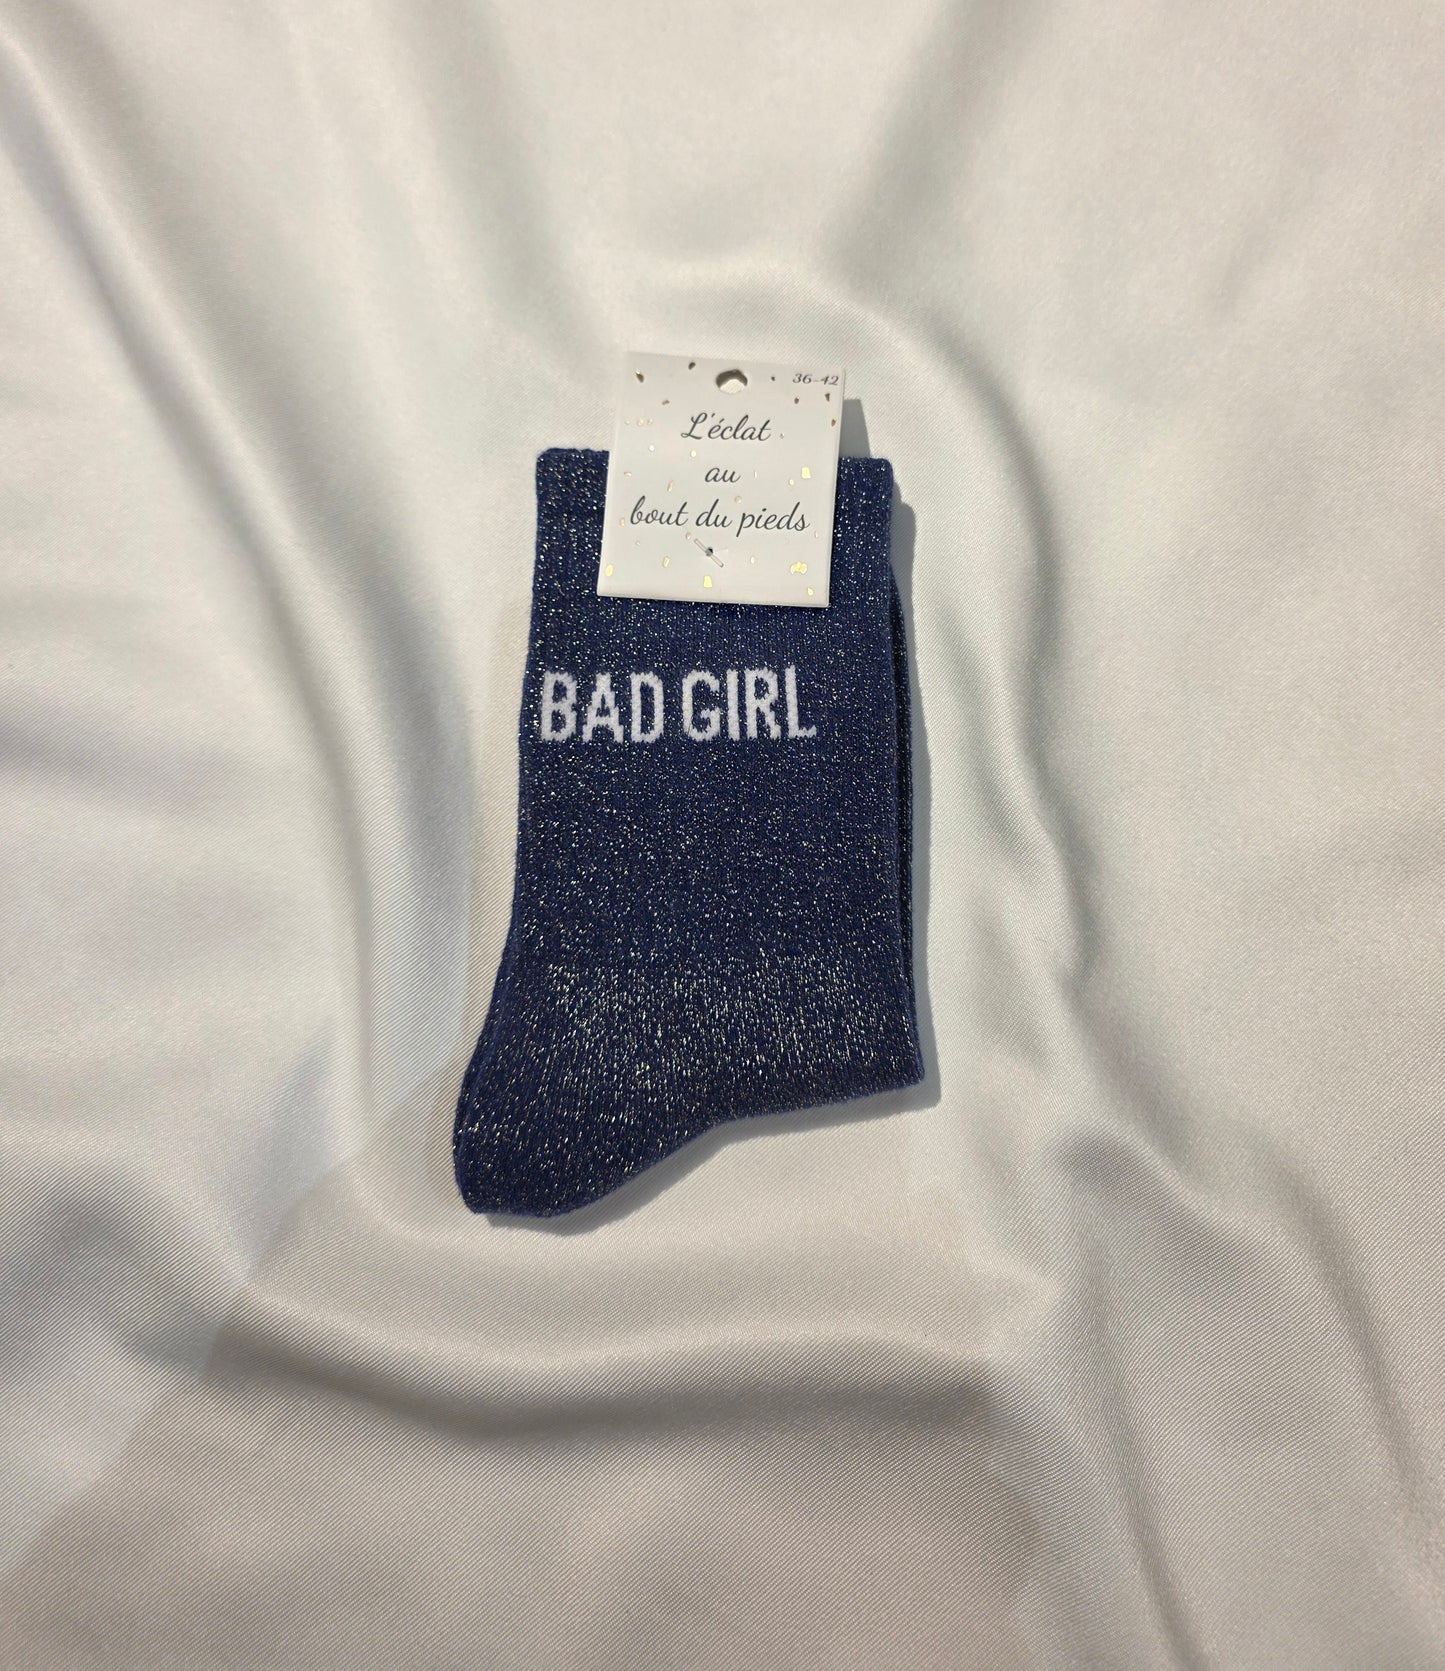 36-42
L'éclat
au
bout du pieds
BAD GIRL